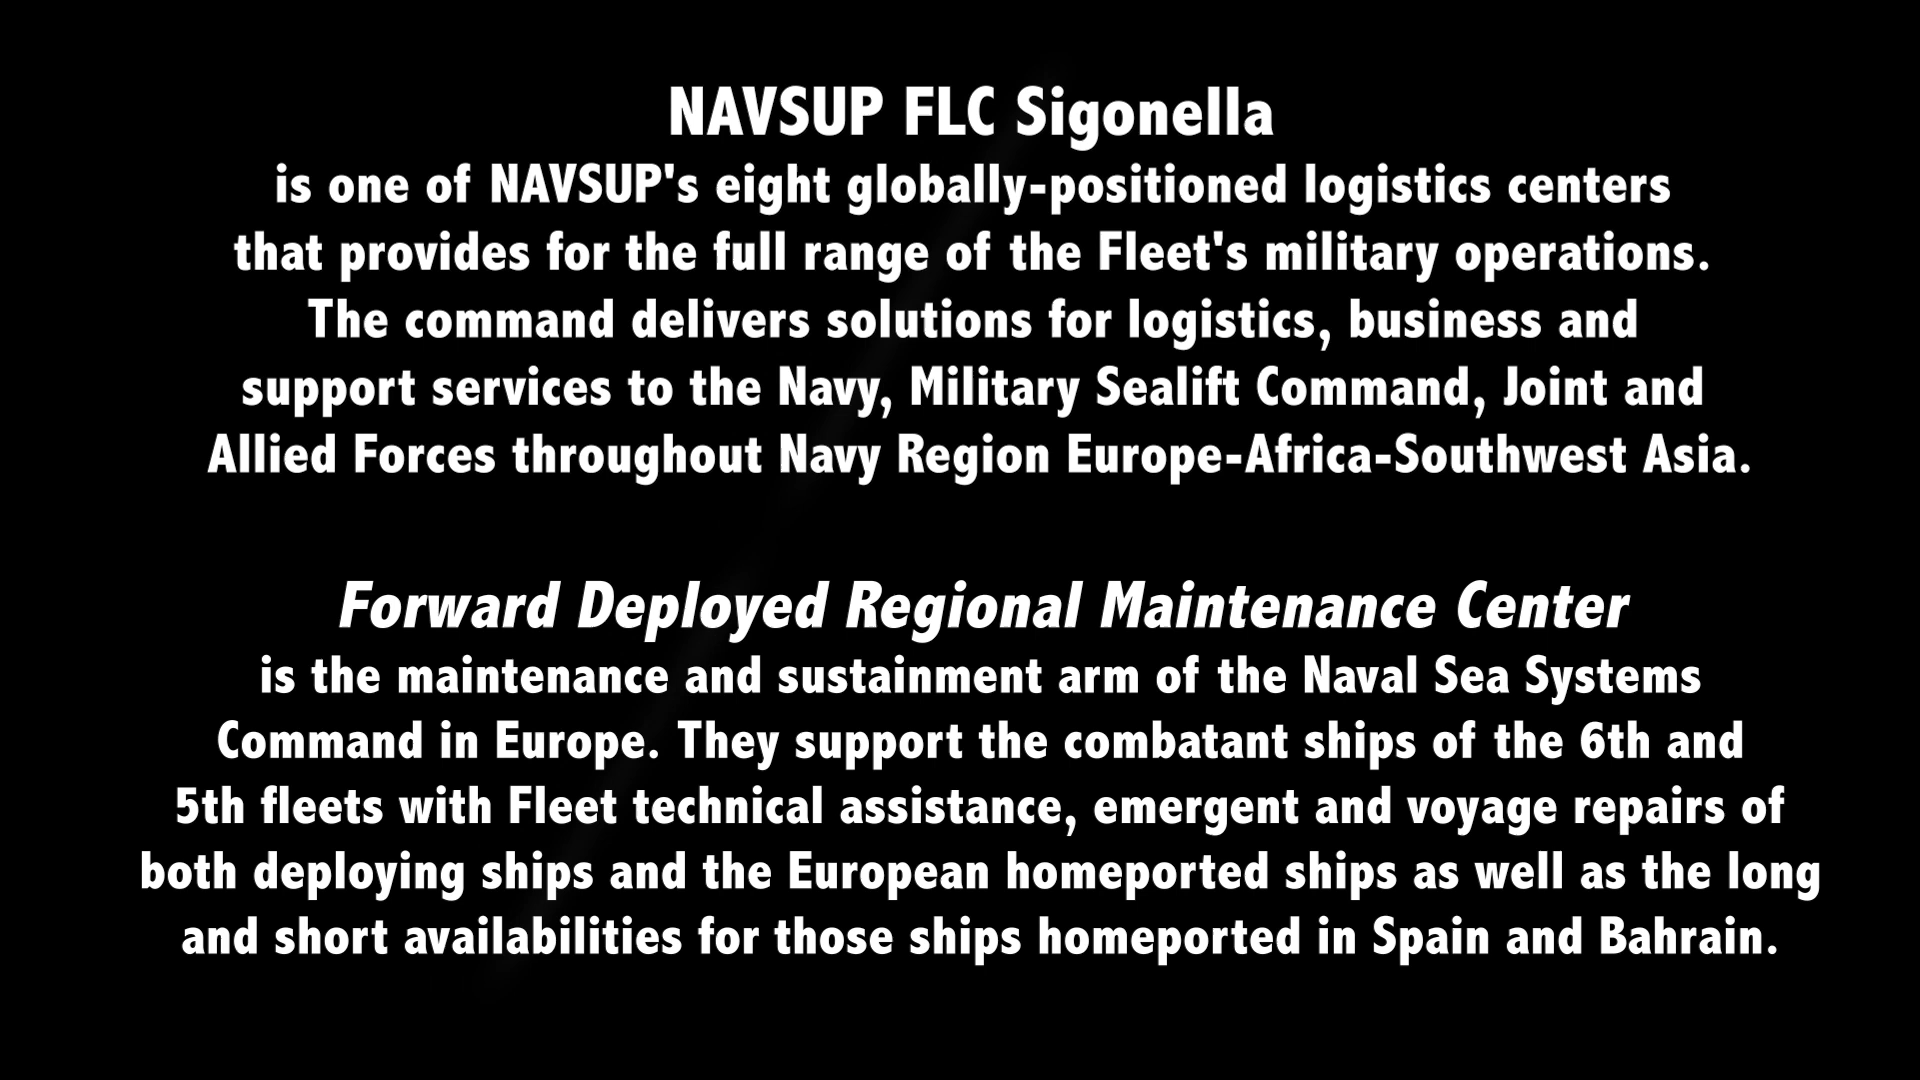 NAVSUP FLC Sigonella
is one of NAVSUP's eight globally-positioned logistics centers
that provides for the full range of the Fleet's military operations.
The command delivers solutions for logistics, business and
support services to the Navy, Military Sealift Command, Joint and
Allied Forces throughout Navy Region Europe-Africa-Southwest Asia.
Forward Deployed Regional Maintenance Center
is the maintenance and sustainment arm of the Naval Sea Systems
Command in Europe. They support the combatant ships of the 6th and
5th fleets with Fleet technical assistance, emergent and voyage repairs of
both deploying ships and the European homeported ships as well as the long
and short availabilities for those ships homeported in Spain and Bahrain.